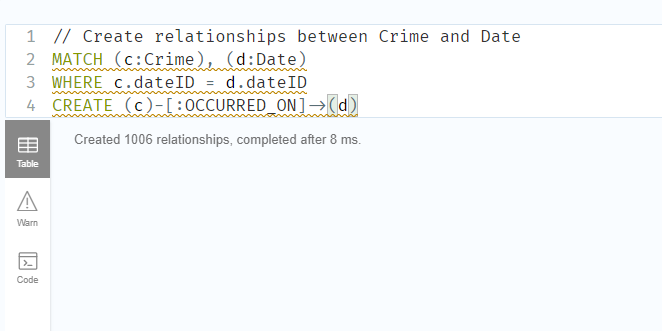 1 // Create relationships between Crime and Date
2 MATCH (c:Crime), (d:Date)
3 WHERE c.dateID = d.dateID
4 CREATE (c)-[:OCCURRED_ON]->(d)
Created 1006 relationships, completed after 8 ms.
Table
Warn
Code